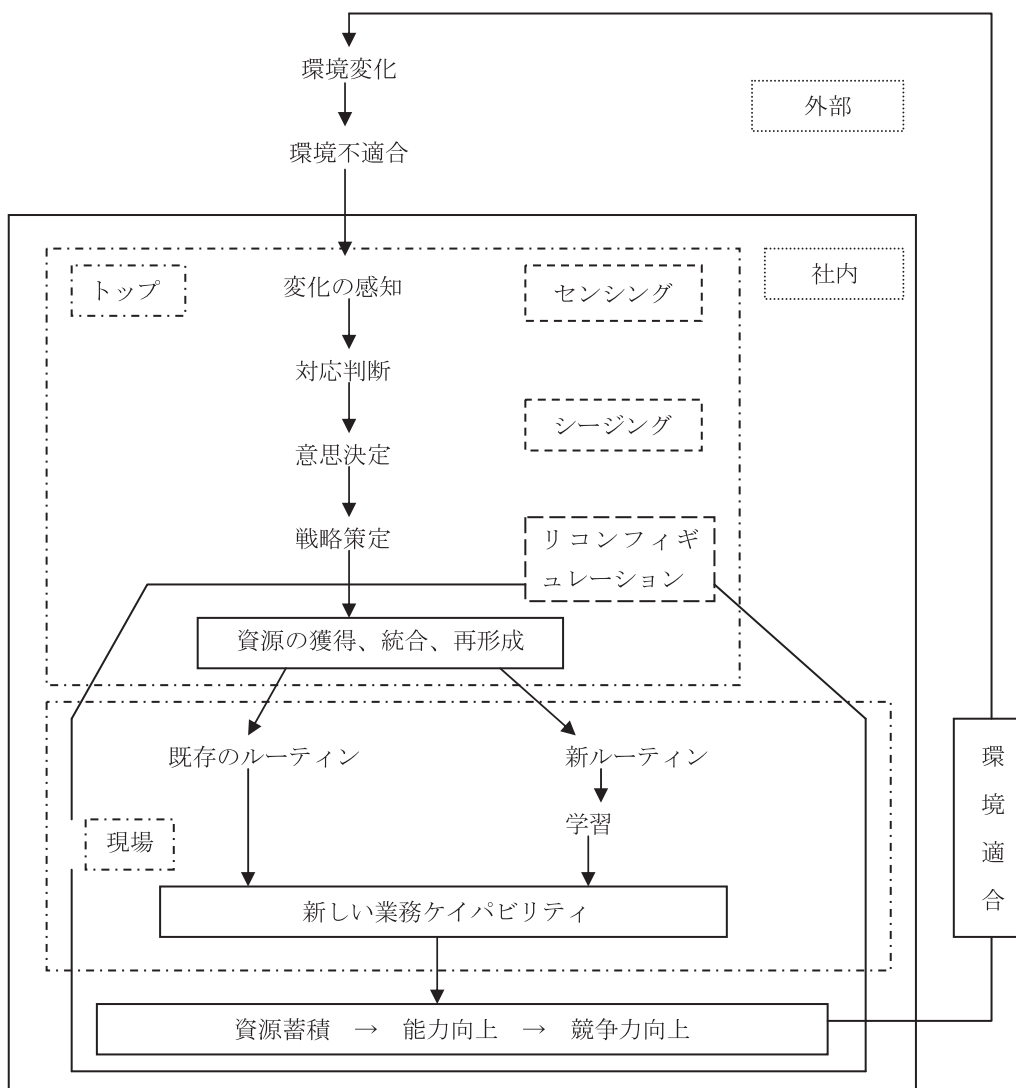 環境変化
外部
環境不適合
社内
トップ
変化の感知
センシング
対応判断
シージング
意思決定
戦略策定
リコンフィギ
ュレーション
資源の獲得、統合、再形成
既存のルーティン
新ルーティン
学習
現場
新しい業務ケイパビリティ
資源蓄積 → 能力向上 → 競争力向上
環境適合